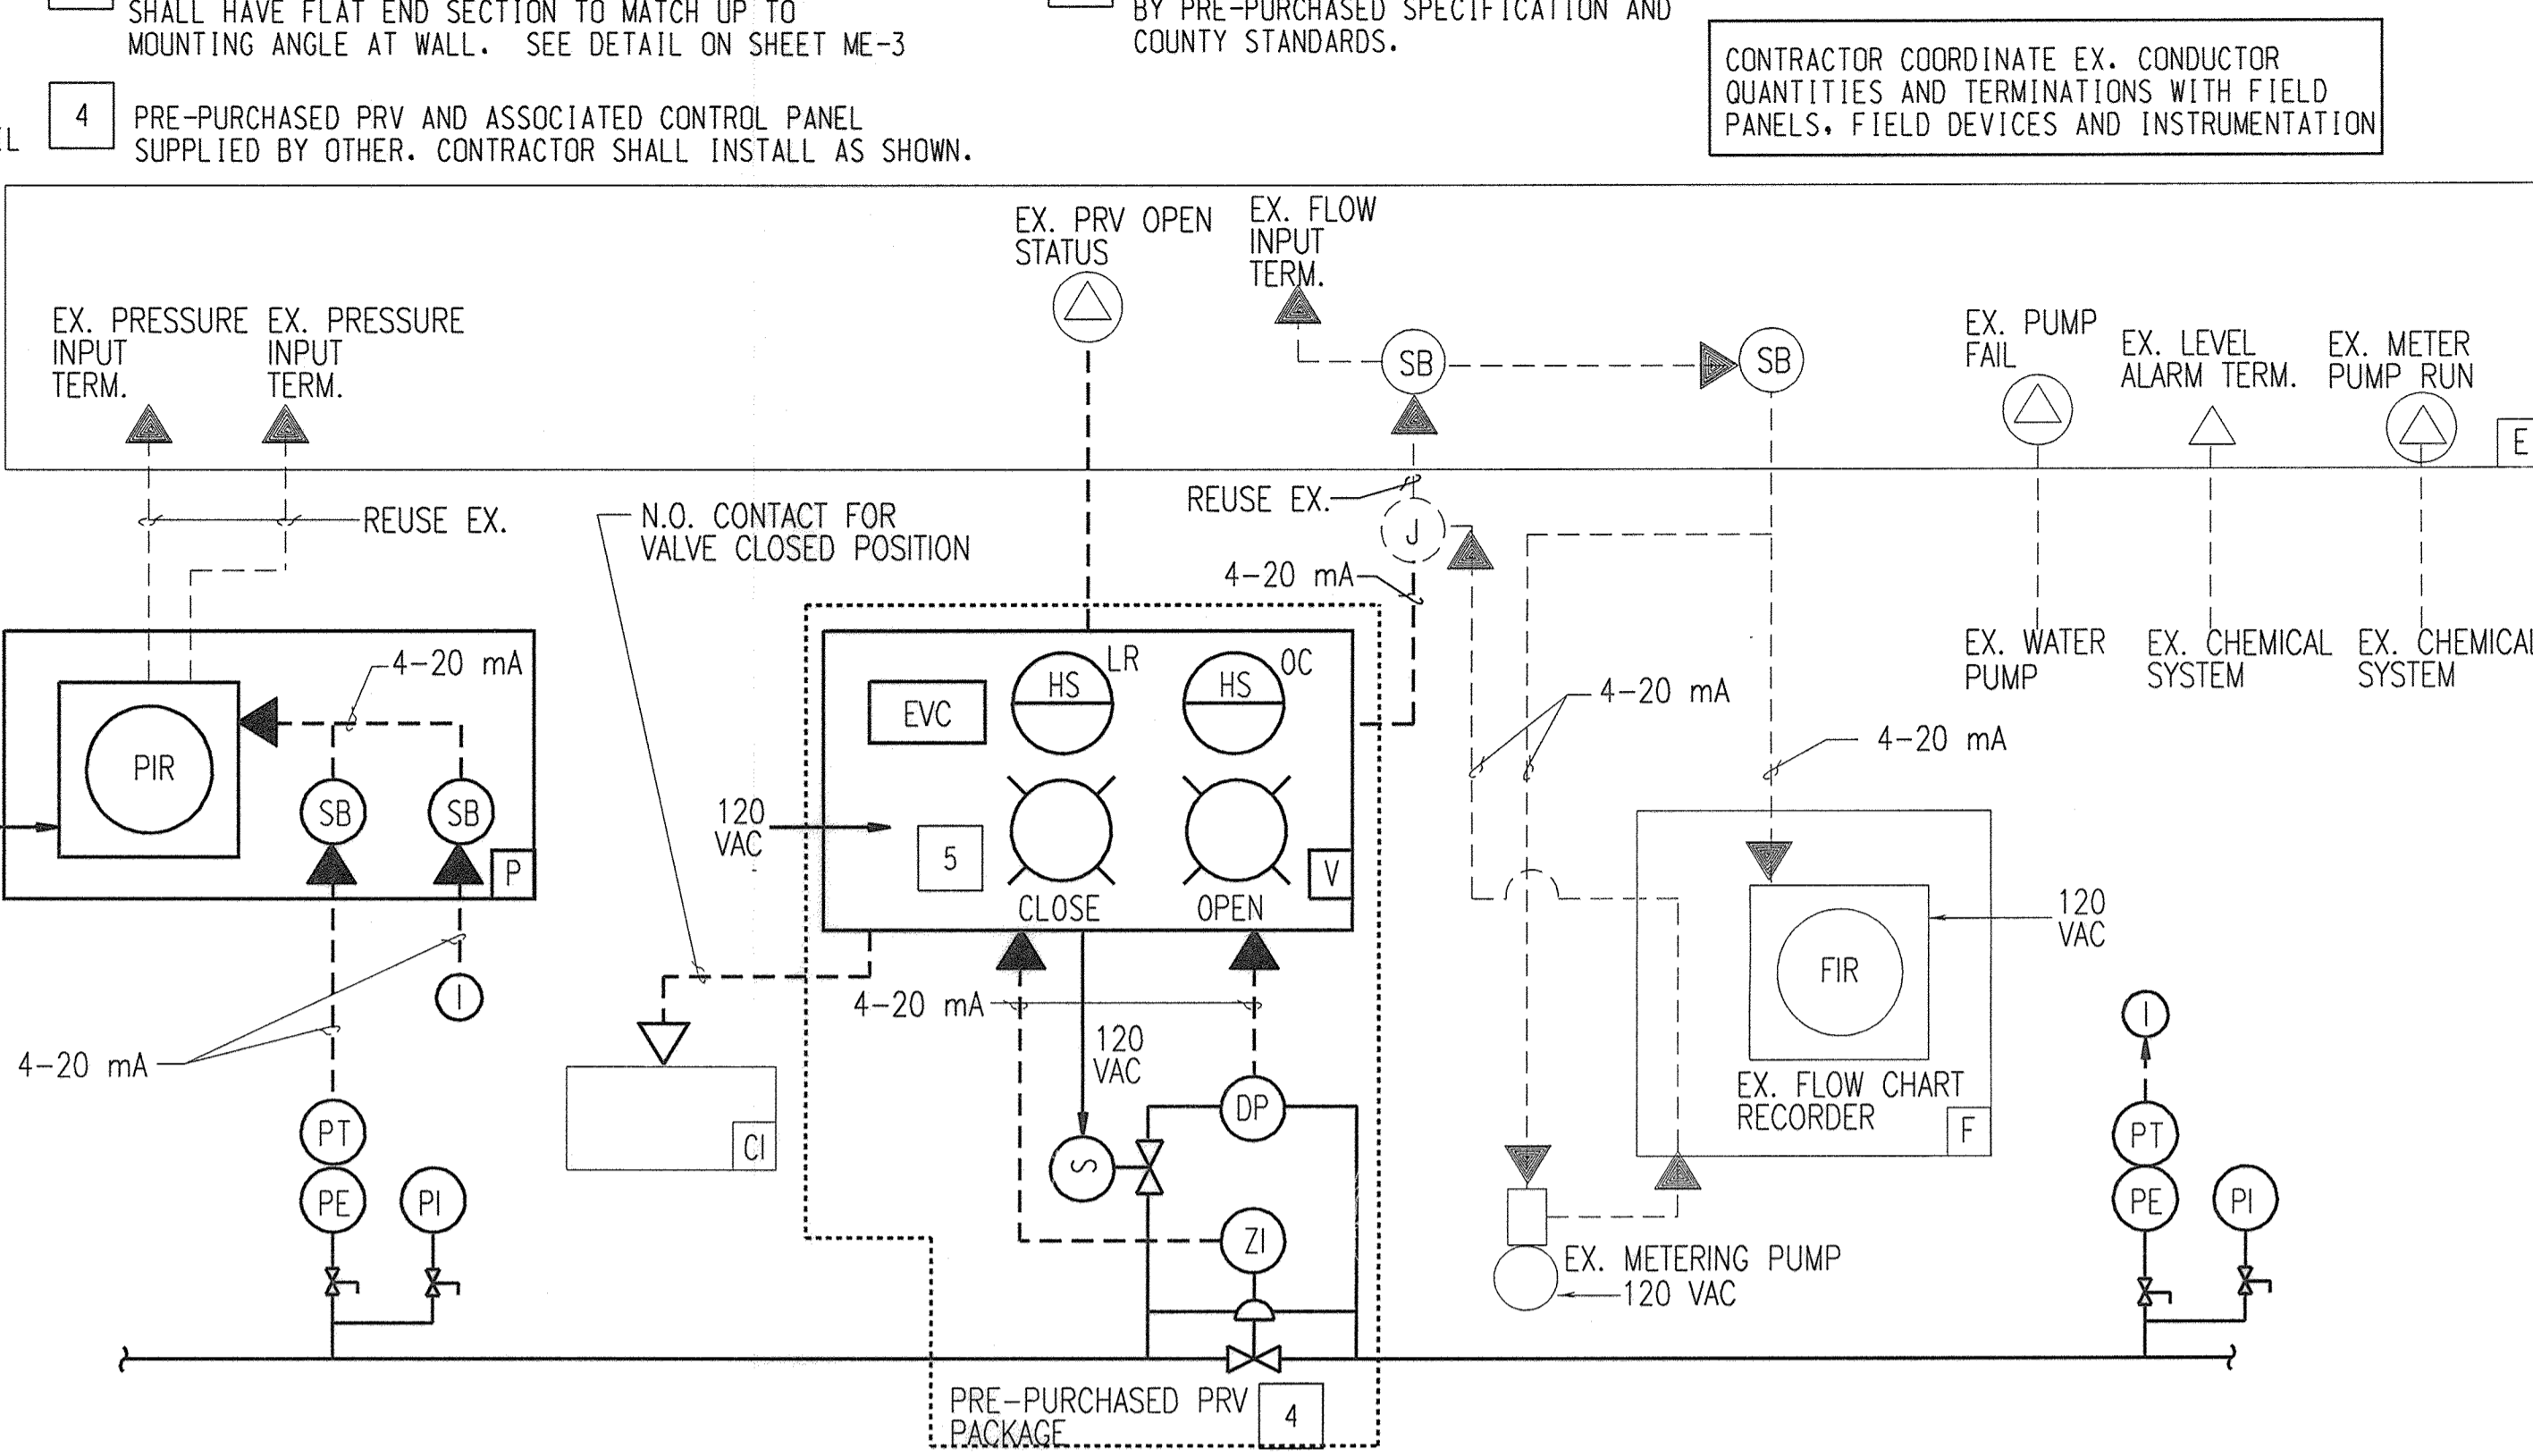 SHALL HAVE FLAT END SECTION TO MATCH UP TO
MOUNTING ANGLE AT WALL. SEE DETAIL ON SHEET ME-3
4
PRE-PURCHASED PRV AND ASSOCIATED CONTROL PANEL
SUPPLIED BY OTHER. CONTRACTOR SHALL INSTALL AS SHOWN.
BY PRE-PURCHASED SPECIFICATION AND
COUNTY STANDARDS.
CONTRACTOR COORDINATE EX. CONDUCTOR
QUANTITIES AND TERMINATIONS WITH FIELD
PANELS. FIELD DEVICES AND INSTRUMENTATION
EL
EX. PRESSURE
INPUT
TERM.
EX. PRESSURE
INPUT
TERM.
EX. PRV OPEN
STATUS
EX. FLOW
INPUT
TERM.
SB
SB
EX. PUMP
FAIL
EX. LEVEL
ALARM TERM.
EX. METER
PUMP RUN
E
REUSE EX.
N.O. CONTACT FOR
VALVE CLOSED POSITION
REUSE EX.
J
4-20 mA
EX. WATER
PUMP
EX. CHEMICAL
SYSTEM
EX. CHEMICAL
SYSTEM
4-20 mA
PIR
SB
SB
P
EVC
HS
LR
HS
OC
120
VAC
5
CLOSE
OPEN
V
4-20 mA
4-20 mA
FIR
120
VAC
EX. FLOW CHART
RECORDER
F
I
4-20 mA
PT
PE
PI
CI
4-20 mA
120
VAC
DP
S
ZI
EX. METERING PUMP
120 VAC
I
PT
PE
PI
PRE-PURCHASED PRV
PACKAGE
4